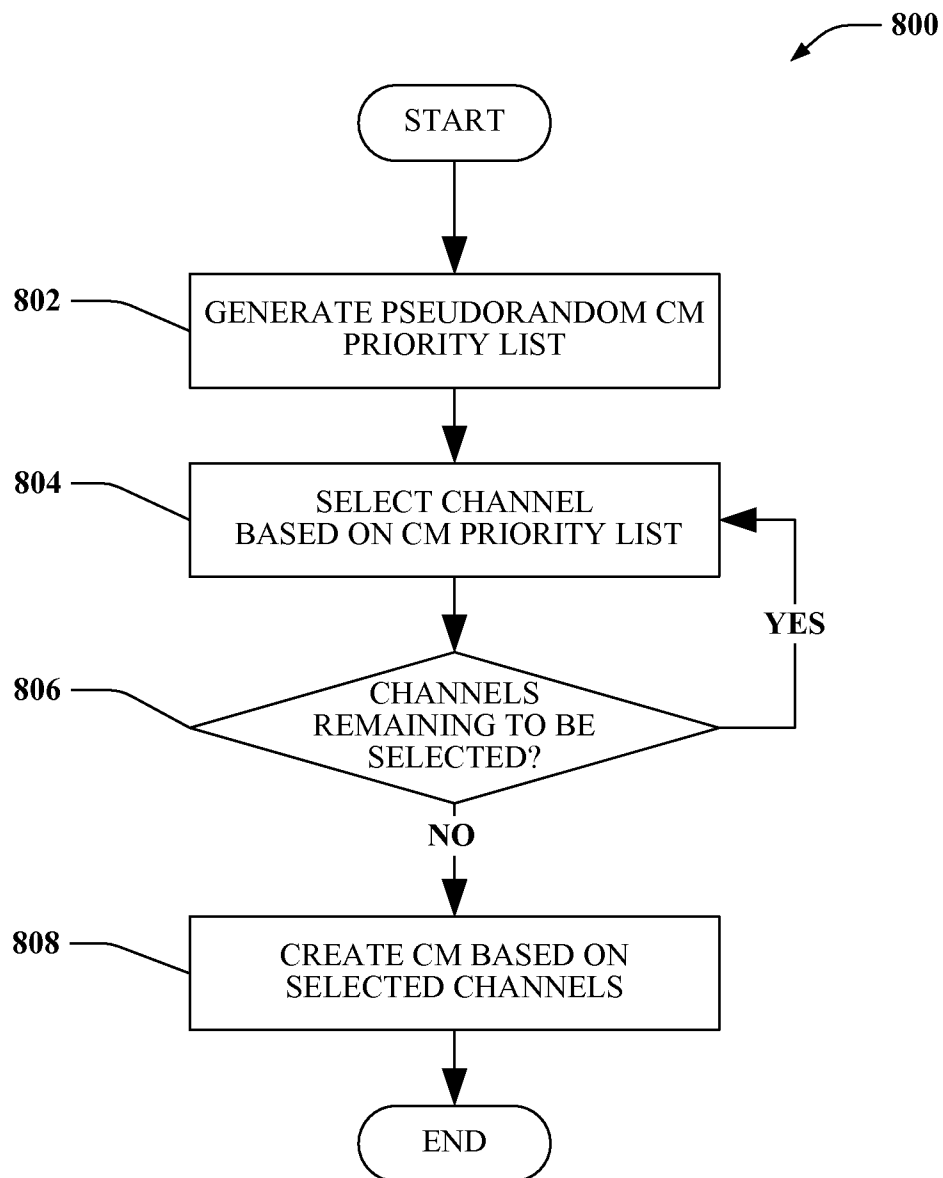 800
START
802
GENERATE PSEUDORANDOM CM
PRIORITY LIST
804
SELECT CHANNEL
BASED ON CM PRIORITY LIST
YES
806
CHANNELS
REMAINING TO BE
SELECTED?
NO
808
CREATE CM BASED ON
SELECTED CHANNELS
END